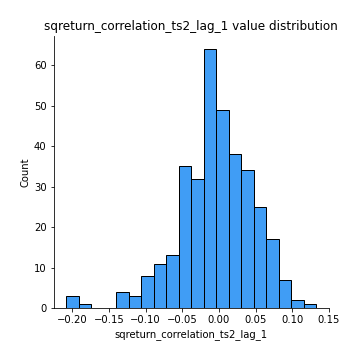 sqreturn_correlation_ts2_lag_1 value distribution
60
50
40
30
20
10
0
Count
−0.20 −0.15 −0.10 −0.05 0.00 0.05 0.10 0.15
sqreturn_correlation_ts2_lag_1